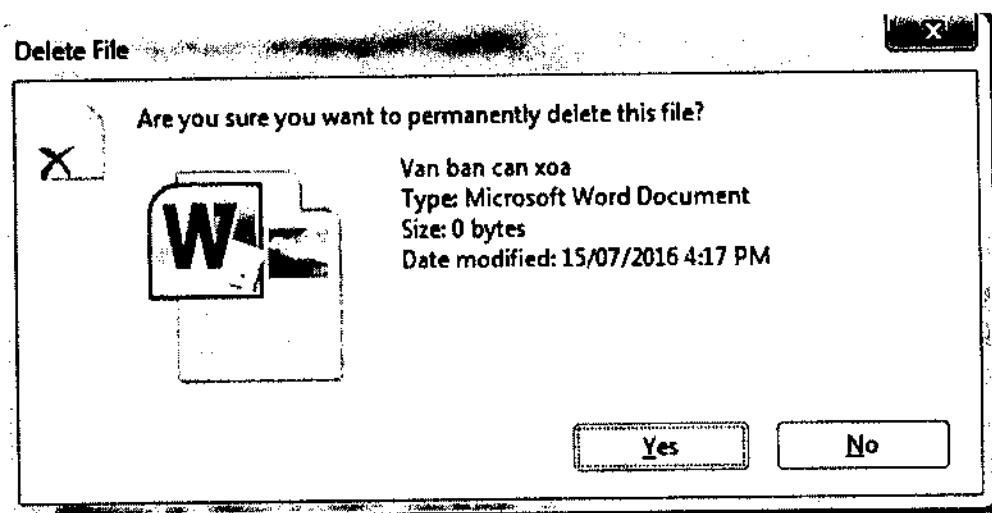 Delete File
X
Are you sure you want to permanently delete this file?
Van ban can xoa
Type: Microsoft Word Document
Size: 0 bytes
Date modified: 15/07/2016 4:17 PM
W
Yes
No